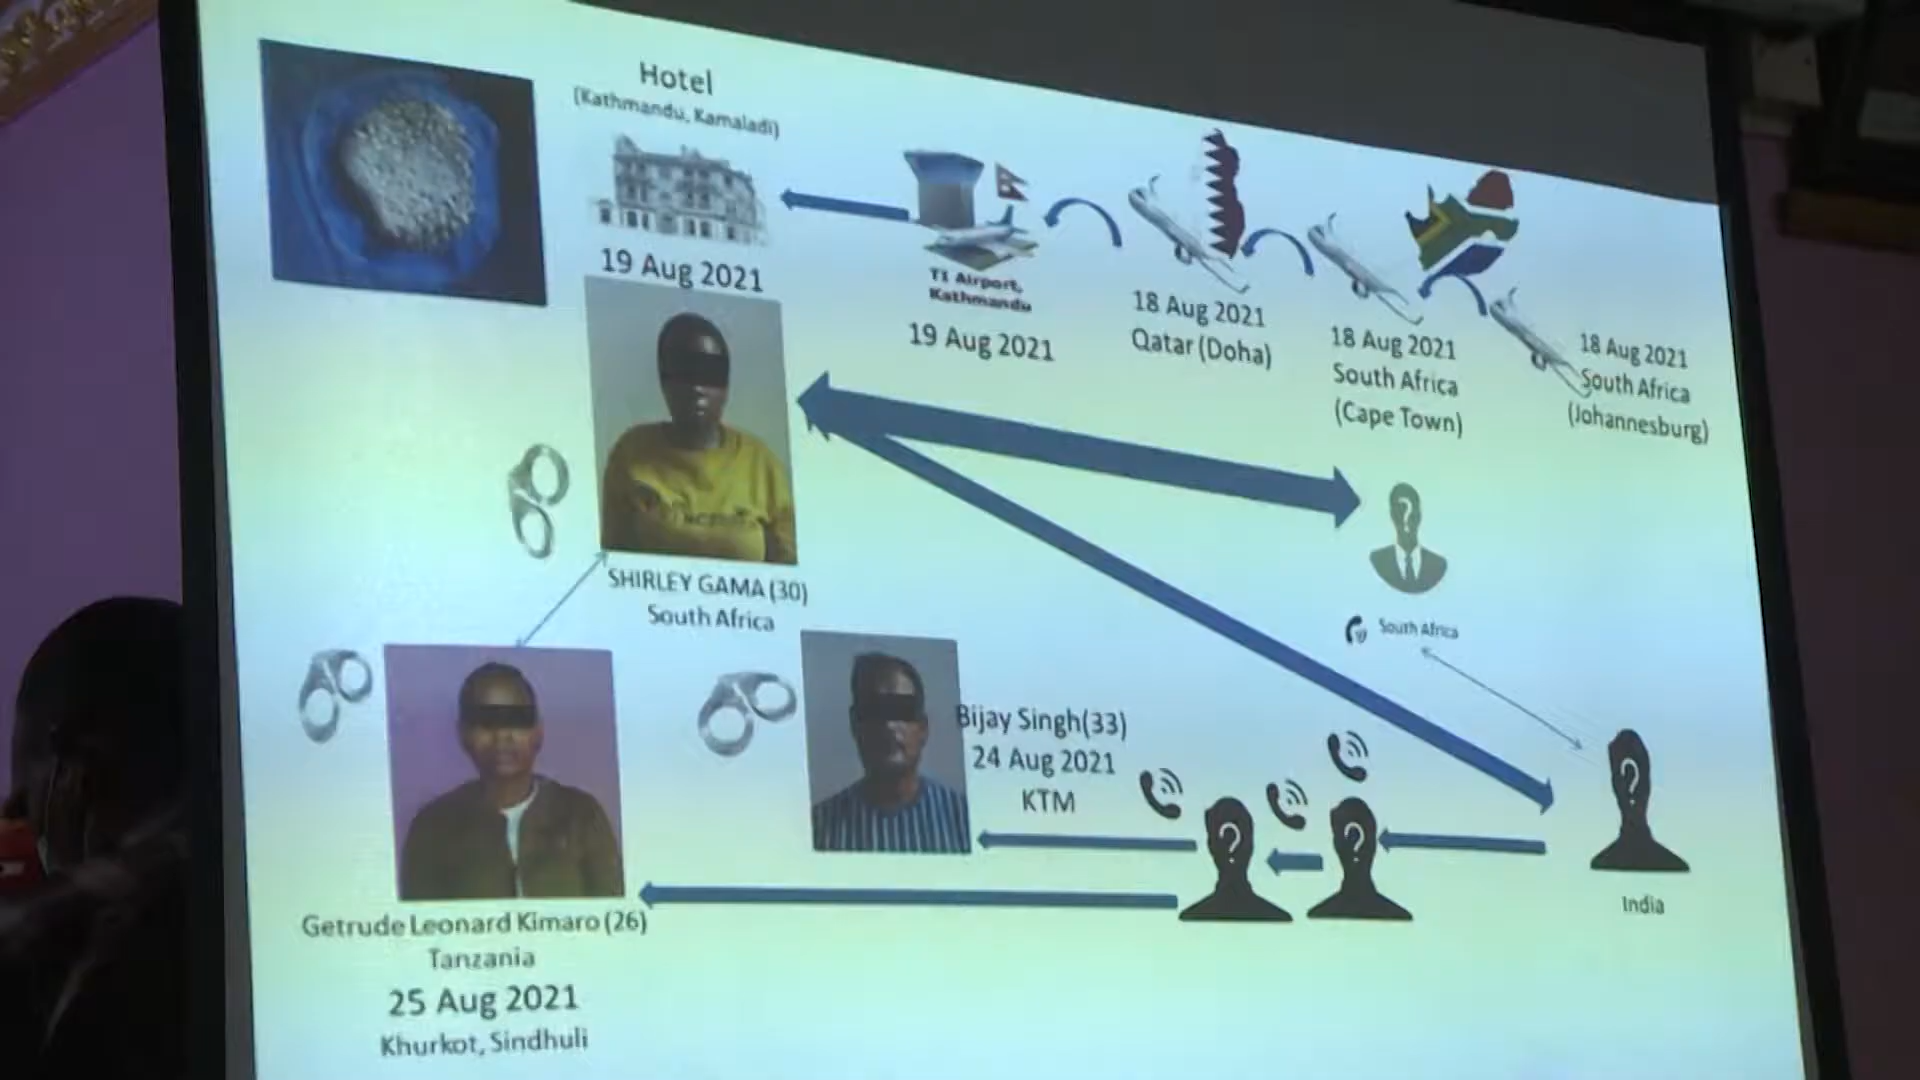 Hotel
(Kathmandu, Kamaladi)
19 Aug 2021
T1 Airport,
Kathmandu
19 Aug 2021
18 Aug 2021
Qatar (Doha)
18 Aug 2021
South Africa
(Cape Town)
18 Aug 2021
South Africa
(Johannesburg)
SHIRLEY GAMA (30)
South Africa
?
South Africa
Bijay Singh(33)
24 Aug 2021
KTM
?
?
?
India
Getrude Leonard Kimaro (26)
Tanzania
25 Aug 2021
Khurkot, Sindhuli